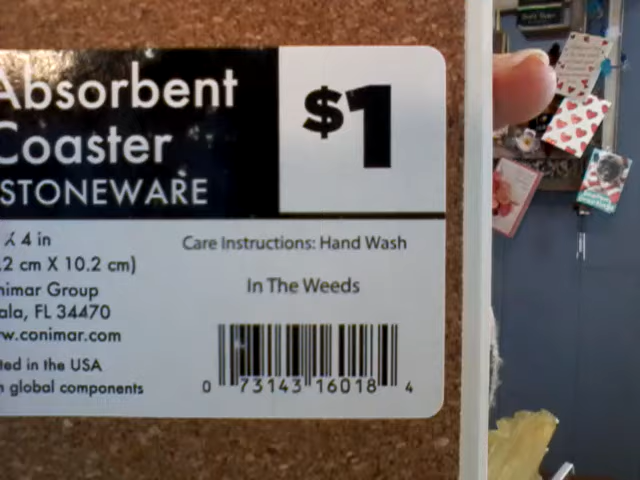 Absorbent
Coaster
STONEWARE
$1
X 4 in
.2 cm X 10.2 cm)
nimar Group
ala, FL 34470
w.conimar.com
ted in the USA
n global components
Care Instructions: Hand Wash
In The Weeds
0 73143 16018 4